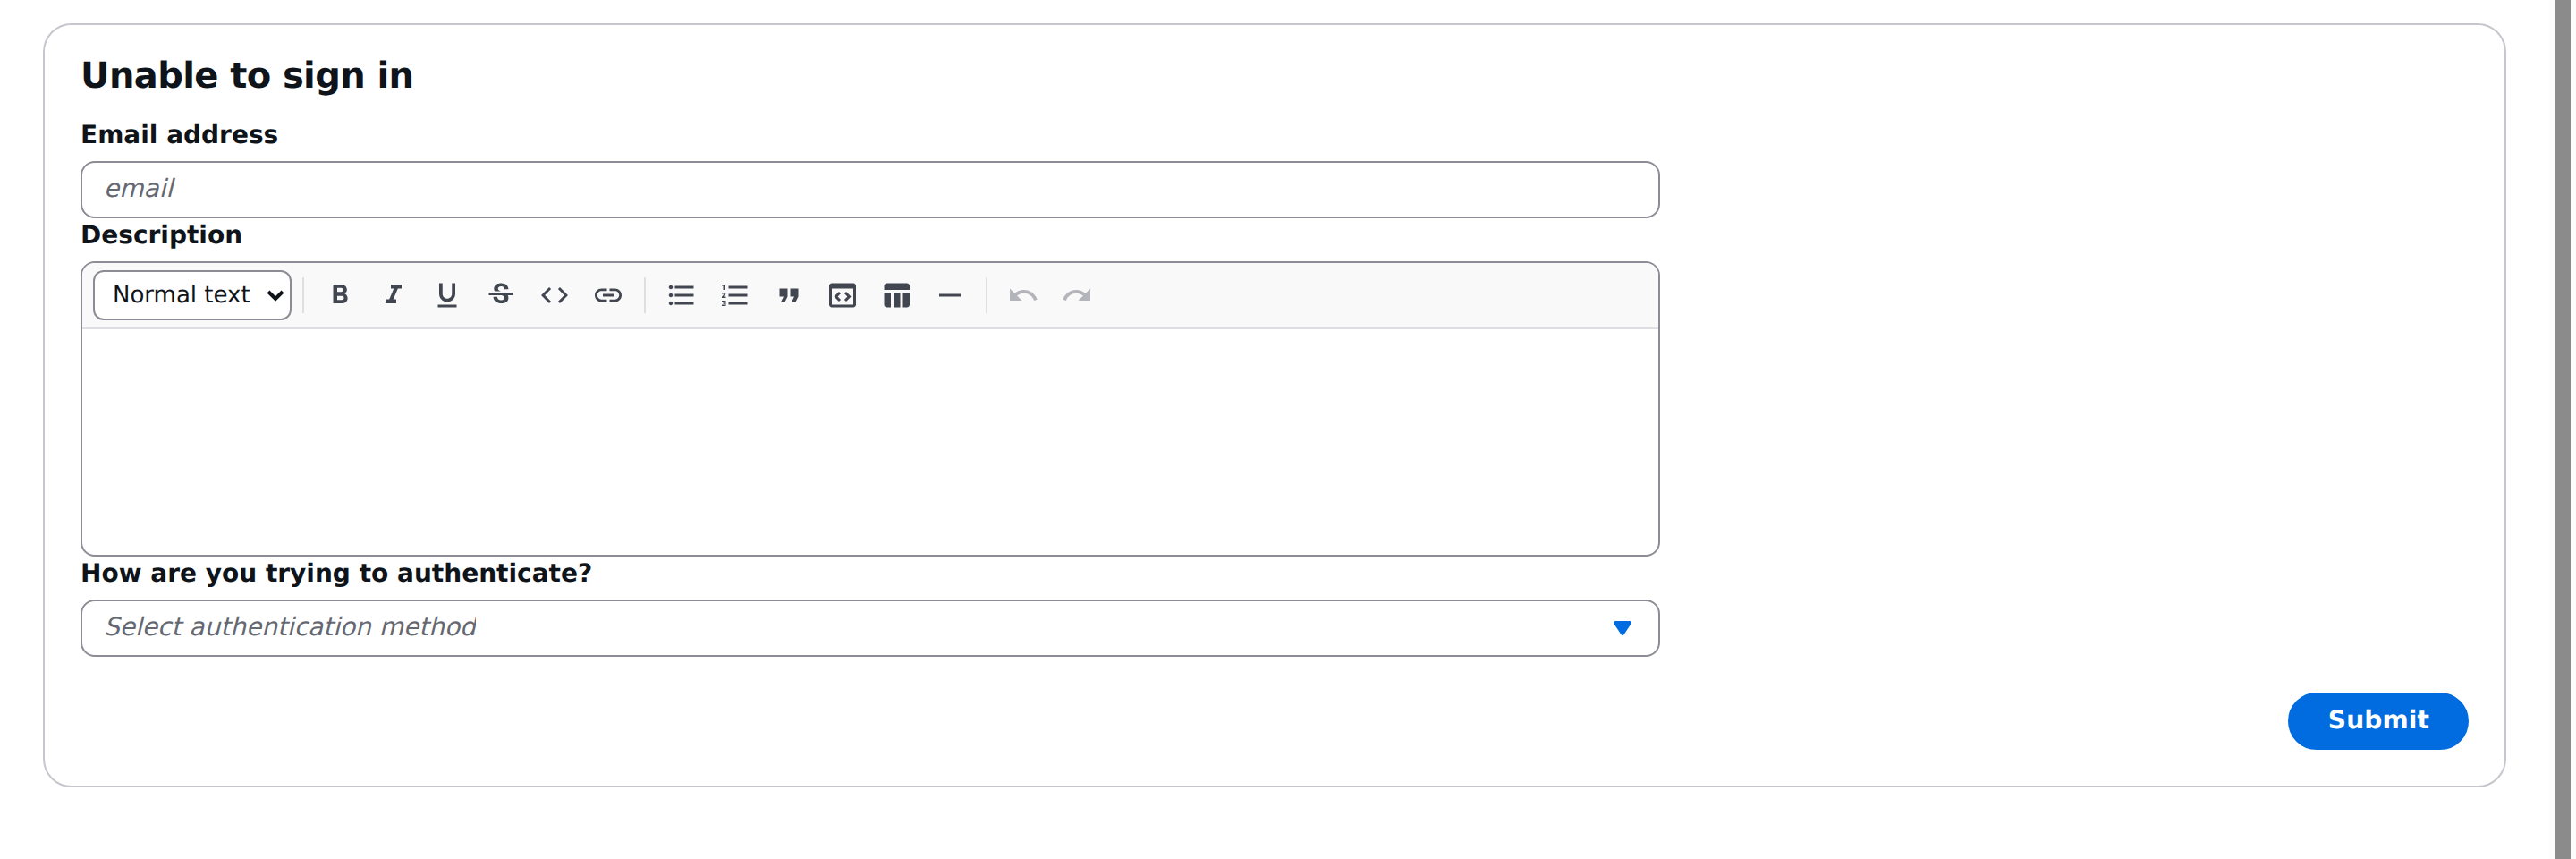 Unable to sign in
Email address
email
Description
Normal text
How are you trying to authenticate?
Select authentication method
Submit